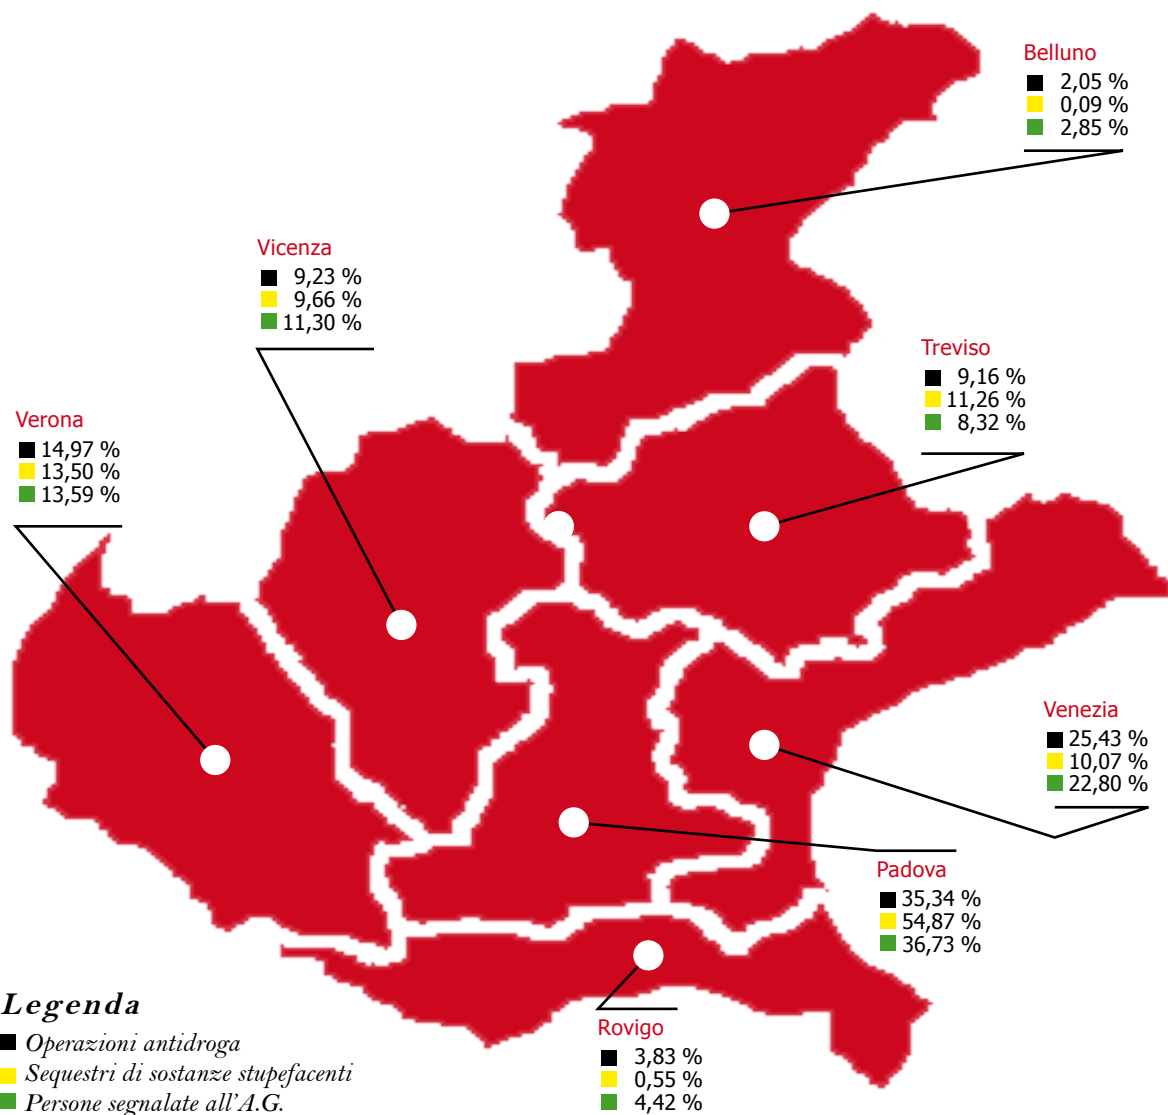 Belluno
2,05 %
0,09 %
2,85 %
Vicenza
9,23 %
9,66 %
11,30 %
Treviso
9,16 %
11,26 %
8,32 %
Verona
14,97 %
13,50 %
13,59 %
Venezia
25,43 %
10,07 %
22,80 %
Padova
35,34 %
54,87 %
36,73 %
Rovigo
3,83 %
0,55 %
4,42 %
Legenda
Operazioni antidroga
Sequestri di sostanze stupefacenti
Persone segnalate all'A.G.